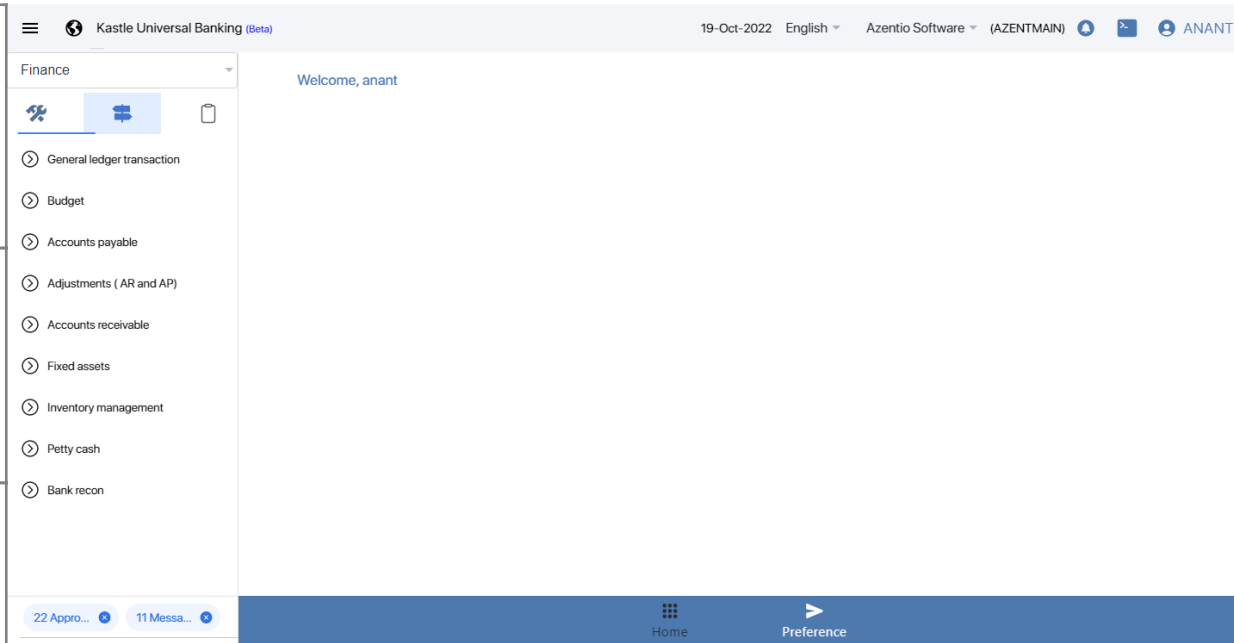 Kastle Universal Banking (Beta)
19-Oct-2022 English Azentio Software (AZENTMAIN) ANANT
Finance
Welcome, anant
General ledger transaction
Budget
Accounts payable
Adjustments ( AR and AP)
Accounts receivable
Fixed assets
Inventory management
Petty cash
Bank recon
22 Appro... 11 Messa...
Home Preference